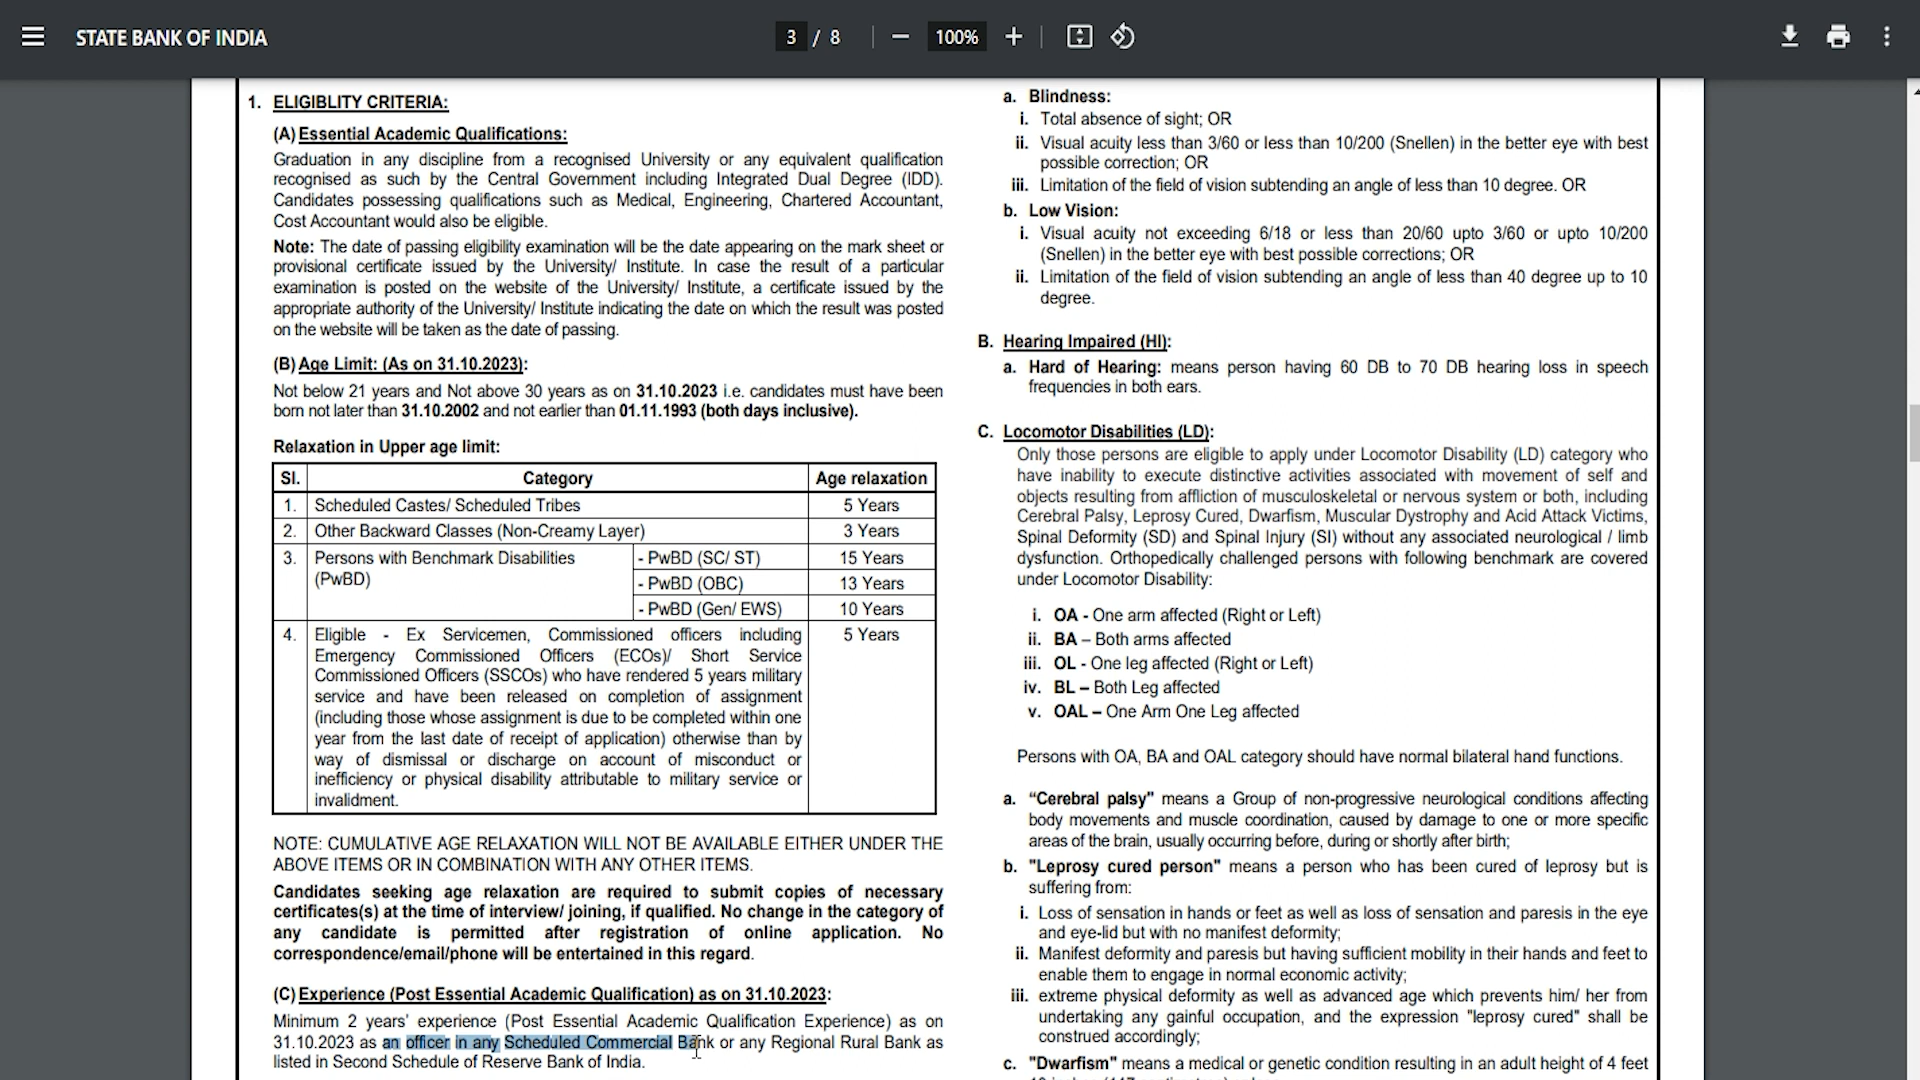 STATE BANK OF INDIA
3 / 8
100%
1. ELIGIBLITY CRITERIA:
(A) Essential Academic Qualifications:
Graduation in any discipline from a recognised University or any equivalent qualification
recognised as such by the Central Government including Integrated Dual Degree (IDD).
Candidates possessing qualifications such as Medical, Engineering, Chartered Accountant,
Cost Accountant would also be eligible.
Note: The date of passing eligibility examination will be the date appearing on the mark sheet or
provisional certificate issued by the University/ Institute. In case the result of a particular
examination is posted on the website of the University/ Institute, a certificate issued by the
appropriate authority of the University/ Institute indicating the date on which the result was posted
on the website will be taken as the date of passing.
(B) Age Limit: (As on 31.10.2023):
Not below 21 years and Not above 30 years as on 31.10.2023 i.e. candidates must have been
born not later than 31.10.2002 and not earlier than 01.11.1993 (both days inclusive).
Relaxation in Upper age limit:
Sl. Category Age relaxation
1. Scheduled Castes/ Scheduled Tribes 5 Years
2. Other Backward Classes (Non-Creamy Layer) 3 Years
3. Persons with Benchmark Disabilities - PwBD (SC/ ST) 15 Years
(PwBD) - PwBD (OBC) 13 Years
- PwBD (Gen/ EWS) 10 Years
4. Eligible - Ex Servicemen, Commissioned officers including 5 Years
Emergency Commissioned Officers (ECOs)/ Short Service
Commissioned Officers (SSCOs) who have rendered 5 years military
service and have been released on completion of assignment
(including those whose assignment is due to be completed within one
year from the last date of receipt of application) otherwise than by
way of dismissal or discharge on account of misconduct or
inefficiency or physical disability attributable to military service or
invalidment.
NOTE: CUMULATIVE AGE RELAXATION WILL NOT BE AVAILABLE EITHER UNDER THE
ABOVE ITEMS OR IN COMBINATION WITH ANY OTHER ITEMS.
Candidates seeking age relaxation are required to submit copies of necessary
certificates(s) at the time of interview/ joining, if qualified. No change in the category of
any candidate is permitted after registration of online application. No
correspondence/email/phone will be entertained in this regard.
(C) Experience (Post Essential Academic Qualification) as on 31.10.2023:
Minimum 2 years' experience (Post Essential Academic Qualification Experience) as on
31.10.2023 as an officer in any Scheduled Commercial Bank or any Regional Rural Bank as
listed in Second Schedule of Reserve Bank of India.
a. Blindness:
i. Total absence of sight; OR
ii. Visual acuity less than 3/60 or less than 10/200 (Snellen) in the better eye with best
possible correction; OR
iii. Limitation of the field of vision subtending an angle of less than 10 degree. OR
b. Low Vision:
i. Visual acuity not exceeding 6/18 or less than 20/60 upto 3/60 or upto 10/200
(Snellen) in the better eye with best possible corrections; OR
ii. Limitation of the field of vision subtending an angle of less than 40 degree up to 10
degree.
B. Hearing Impaired (HI):
a. Hard of Hearing: means person having 60 DB to 70 DB hearing loss in speech
frequencies in both ears.
C. Locomotor Disabilities (LD):
Only those persons are eligible to apply under Locomotor Disability (LD) category who
have inability to execute distinctive activities associated with movement of self and
objects resulting from affliction of musculoskeletal or nervous system or both, including
Cerebral Palsy, Leprosy Cured, Dwarfism, Muscular Dystrophy and Acid Attack Victims,
Spinal Deformity (SD) and Spinal Injury (SI) without any associated neurological / limb
dysfunction. Orthopedically challenged persons with following benchmark are covered
under Locomotor Disability:
i. OA - One arm affected (Right or Left)
ii. BA – Both arms affected
iii. OL - One leg affected (Right or Left)
iv. BL – Both Leg affected
v. OAL – One Arm One Leg affected
Persons with OA, BA and OAL category should have normal bilateral hand functions.
a. “Cerebral palsy" means a Group of non-progressive neurological conditions affecting
body movements and muscle coordination, caused by damage to one or more specific
areas of the brain, usually occurring before, during or shortly after birth;
b. "Leprosy cured person" means a person who has been cured of leprosy but is
suffering from:
i. Loss of sensation in hands or feet as well as loss of sensation and paresis in the eye
and eye-lid but with no manifest deformity;
ii. Manifest deformity and paresis but having sufficient mobility in their hands and feet to
enable them to engage in normal economic activity;
iii. extreme physical deformity as well as advanced age which prevents him/ her from
undertaking any gainful occupation, and the expression "leprosy cured" shall be
construed accordingly;
c. "Dwarfism" means a medical or genetic condition resulting in an adult height of 4 feet